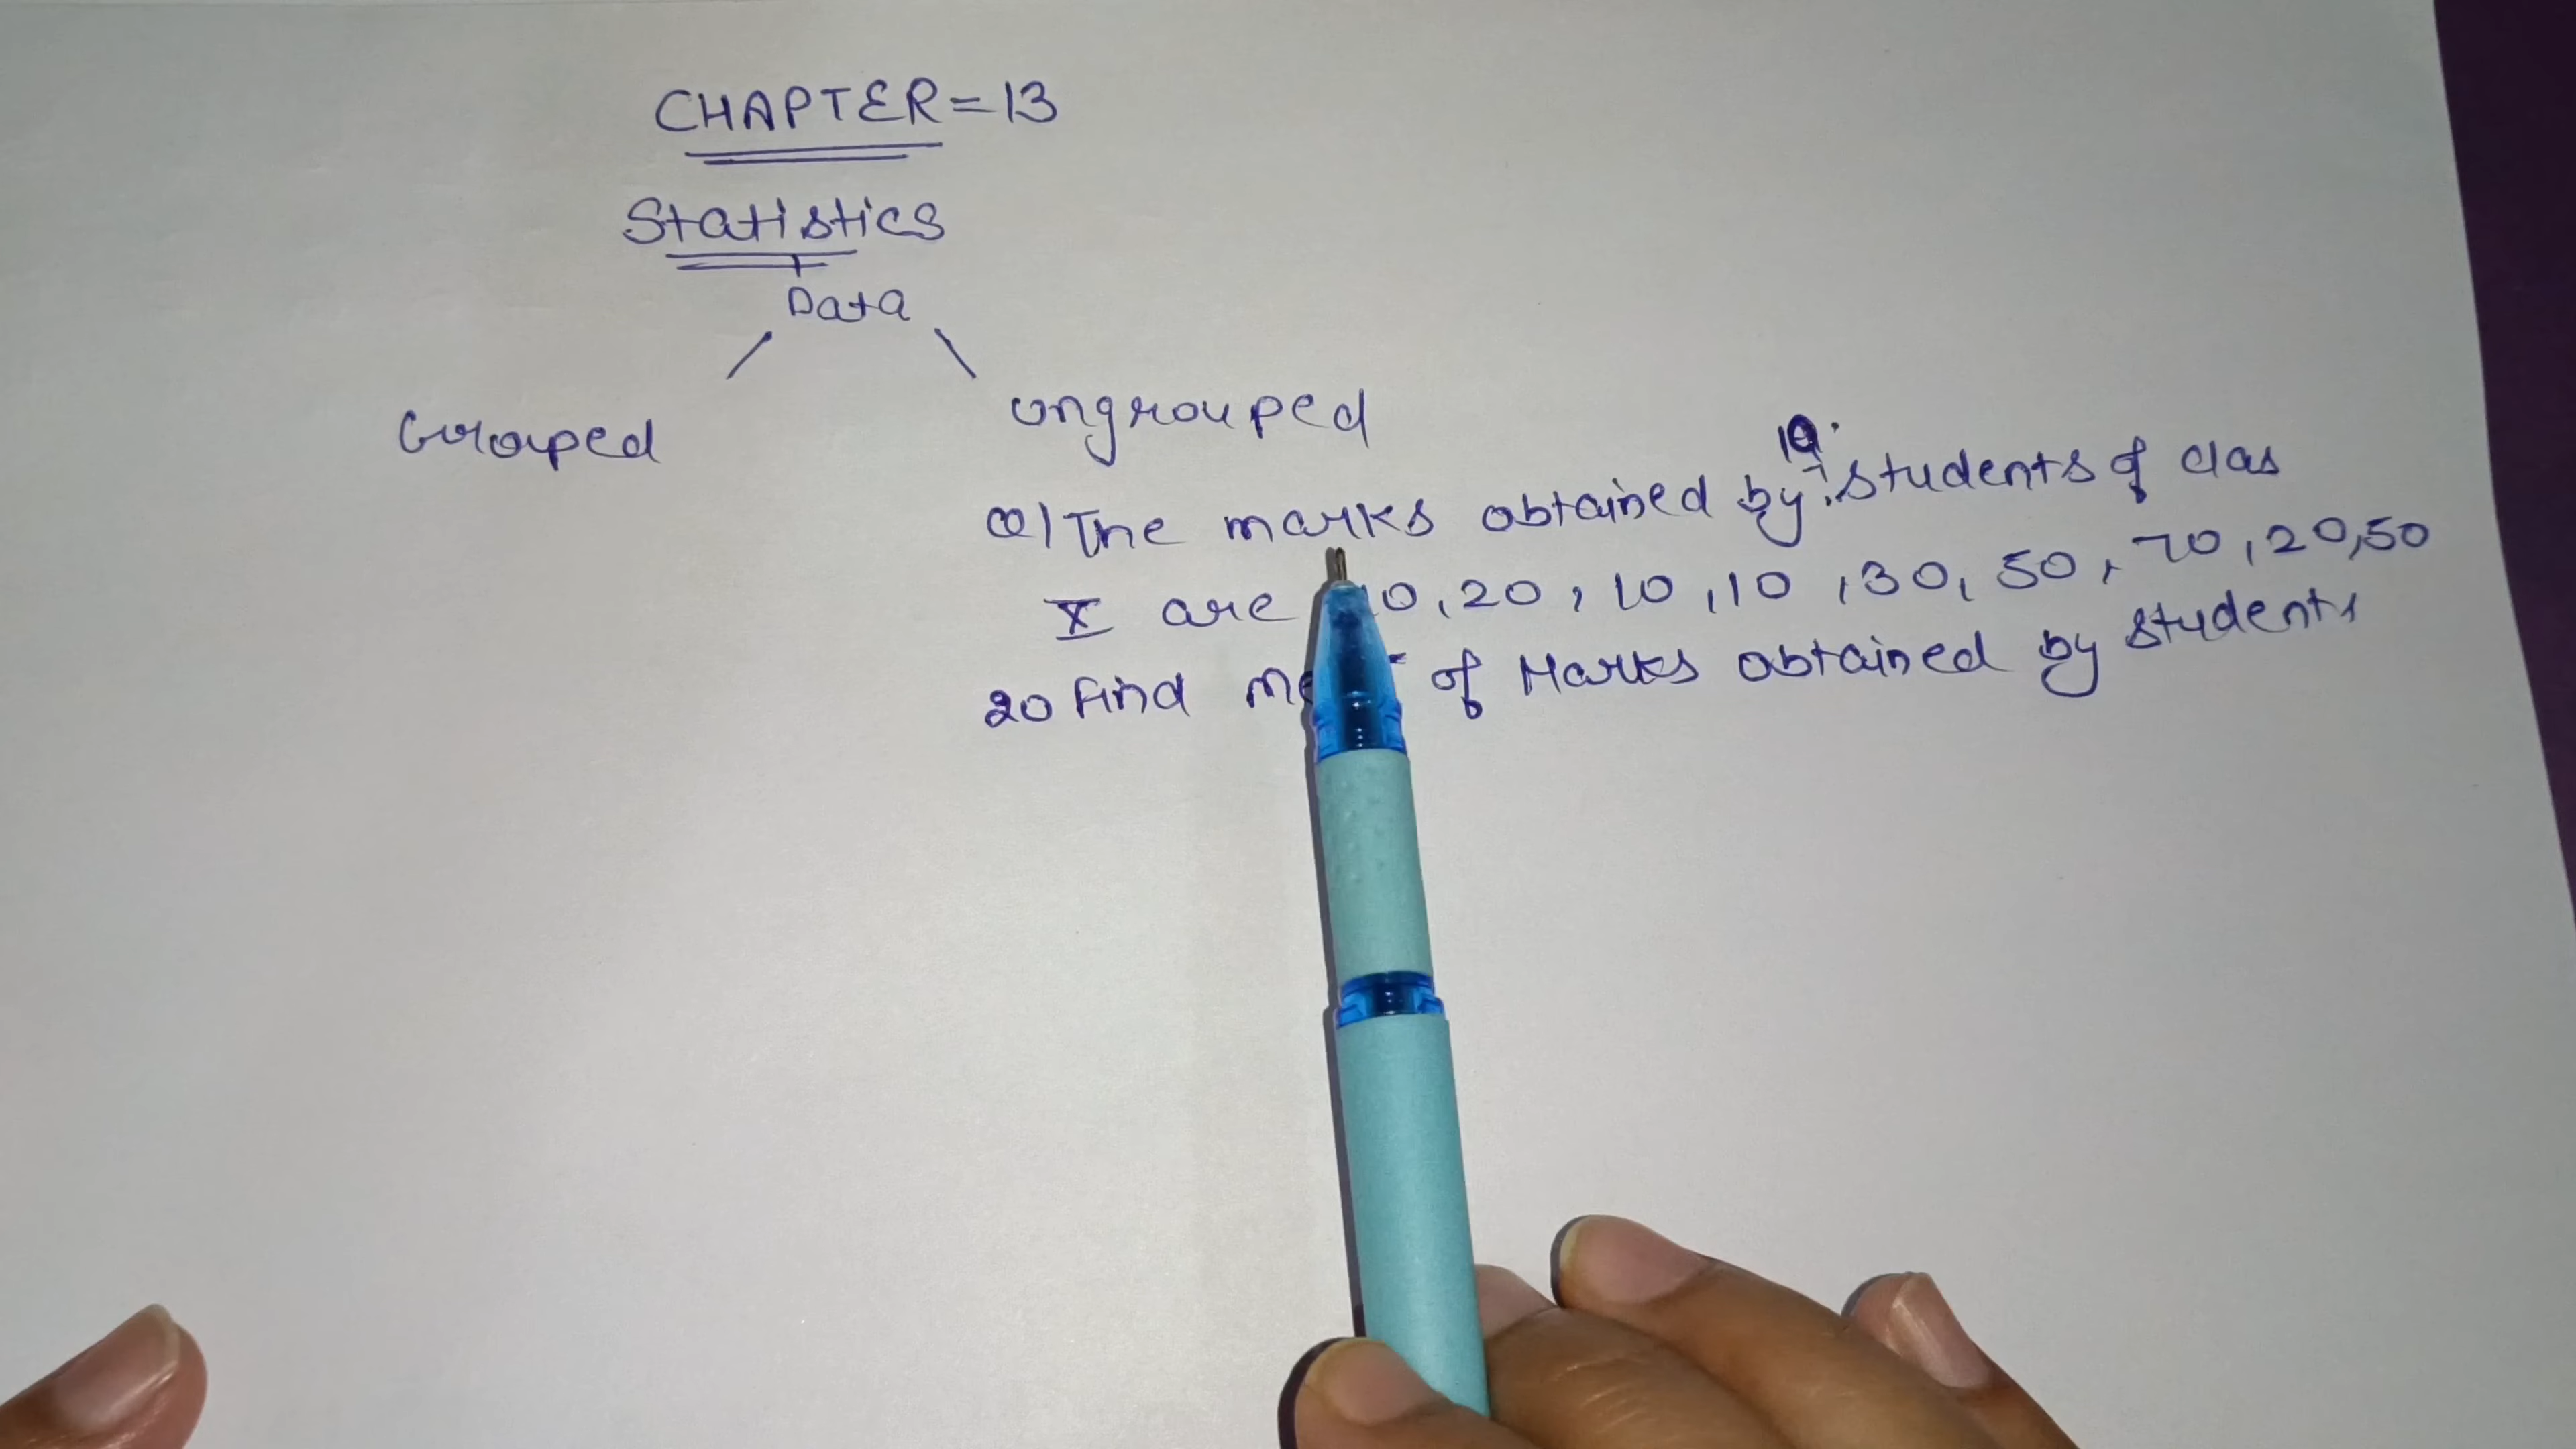 CHAPTER = 13
Statistics
Data
Grouped
ungrouped
10
Q) The marks obtained by students of clas
X are 0, 20, 10, 10, 30, 50, 70, 20, 50
20 Find of Marks obtained by students